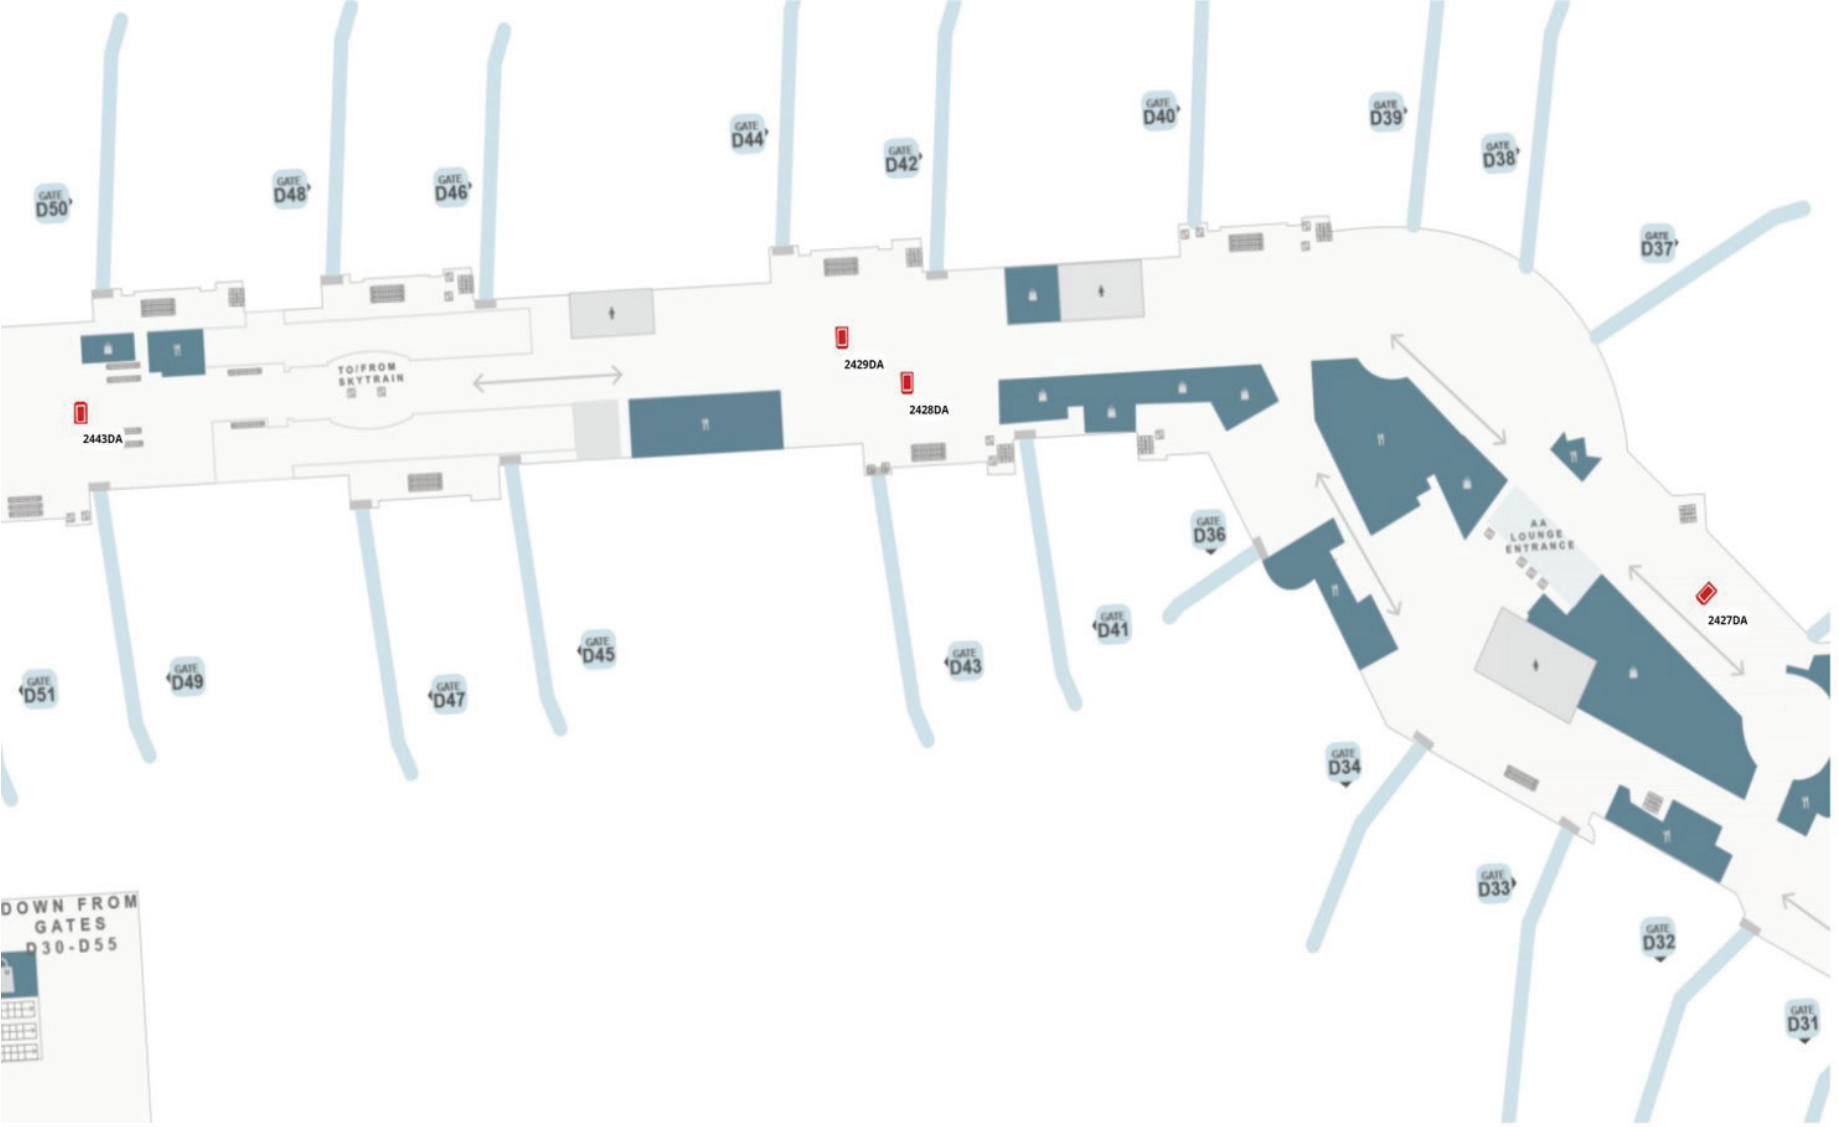 GATE
D50
GATE
D48
GATE
D46
GATE
D44
GATE
D42
GATE
D40
GATE
D39
GATE
D38
GATE
D37
2429DA
TO/FROM
SKYTRAIN
2428DA
2443DA
GATE
D36
AA
LOUNGE
ENTRANCE
2427DA
GATE
D51
GATE
D49
GATE
D47
GATE
D45
GATE
D43
GATE
D41
GATE
D34
GATE
D33
GATE
D32
GATE
D31
DOWN FROM
GATES
D30-D55